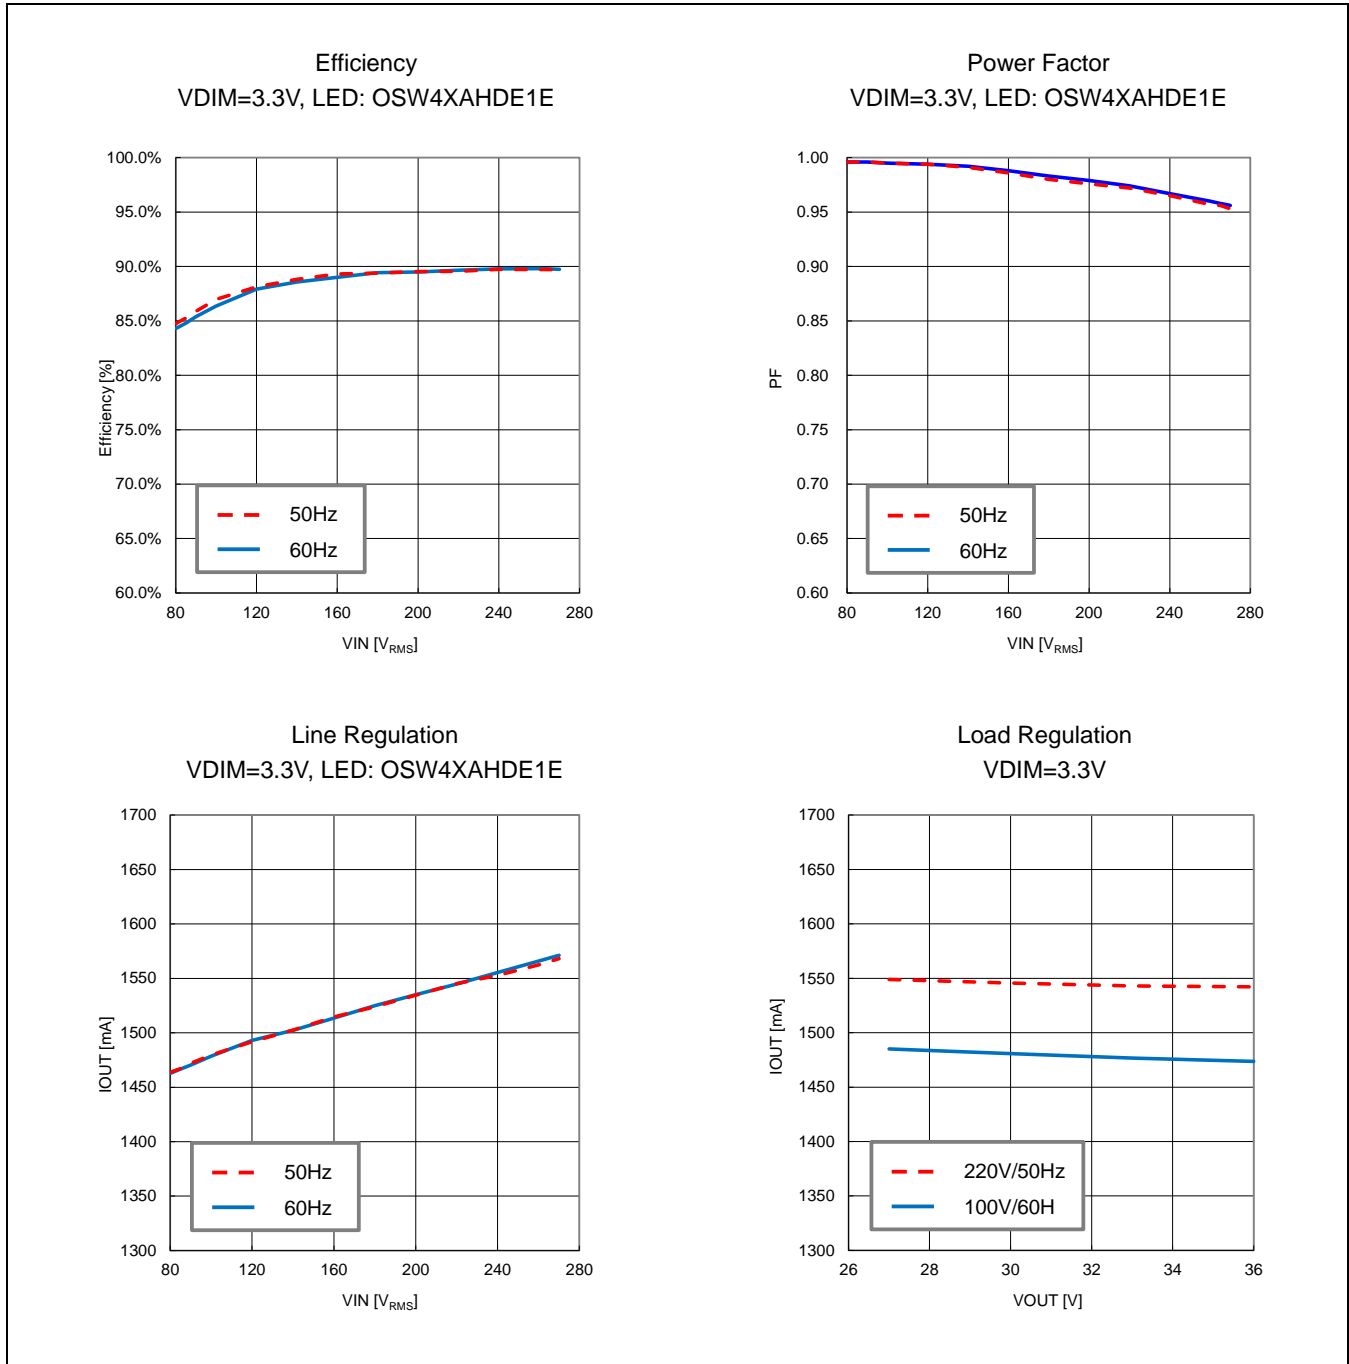 Efficiency
VDIM=3.3V, LED: OSW4XAHDE1E
100.0%
95.0%
90.0%
85.0%
80.0%
75.0%
70.0%
65.0%
60.0%
Efficiency [%]
50Hz
60Hz
80 120 160 200 240 280
VIN [VRMS]
Power Factor
VDIM=3.3V, LED: OSW4XAHDE1E
1.00
0.95
0.90
0.85
0.80
0.75
0.70
0.65
0.60
PF
50Hz
60Hz
80 120 160 200 240 280
VIN [VRMS]
Line Regulation
VDIM=3.3V, LED: OSW4XAHDE1E
1700
1650
1600
1550
1500
1450
1400
1350
1300
IOUT [mA]
50Hz
60Hz
80 120 160 200 240 280
VIN [VRMS]
Load Regulation
VDIM=3.3V
1700
1650
1600
1550
1500
1450
1400
1350
1300
IOUT [mA]
220V/50Hz
100V/60H
26 28 30 32 34 36
VOUT [V]